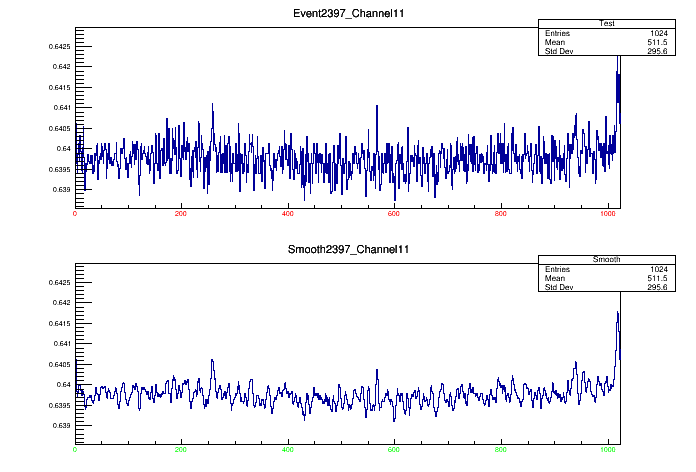 Event2397_Channel11
Test
Entries 1024
Mean 511.5
Std Dev 295.6
0.6425
0.642
0.6415
0.641
0.6405
0.64
0.6395
0.639
0 200 400 600 800 1000
Smooth2397_Channel11
Smooth
Entries 1024
Mean 511.5
Std Dev 295.6
0.6425
0.642
0.6415
0.641
0.6405
0.64
0.6395
0.639
0 200 400 600 800 1000